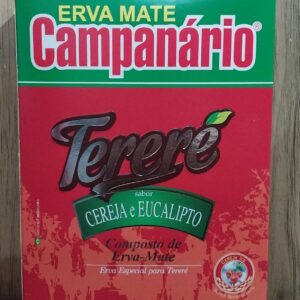 ERVA MATE
Campanário®
Tereré
sabor
CEREJA e EUCALIPTO
Composto de
Erva-Mate
Erva Especial para Tereré